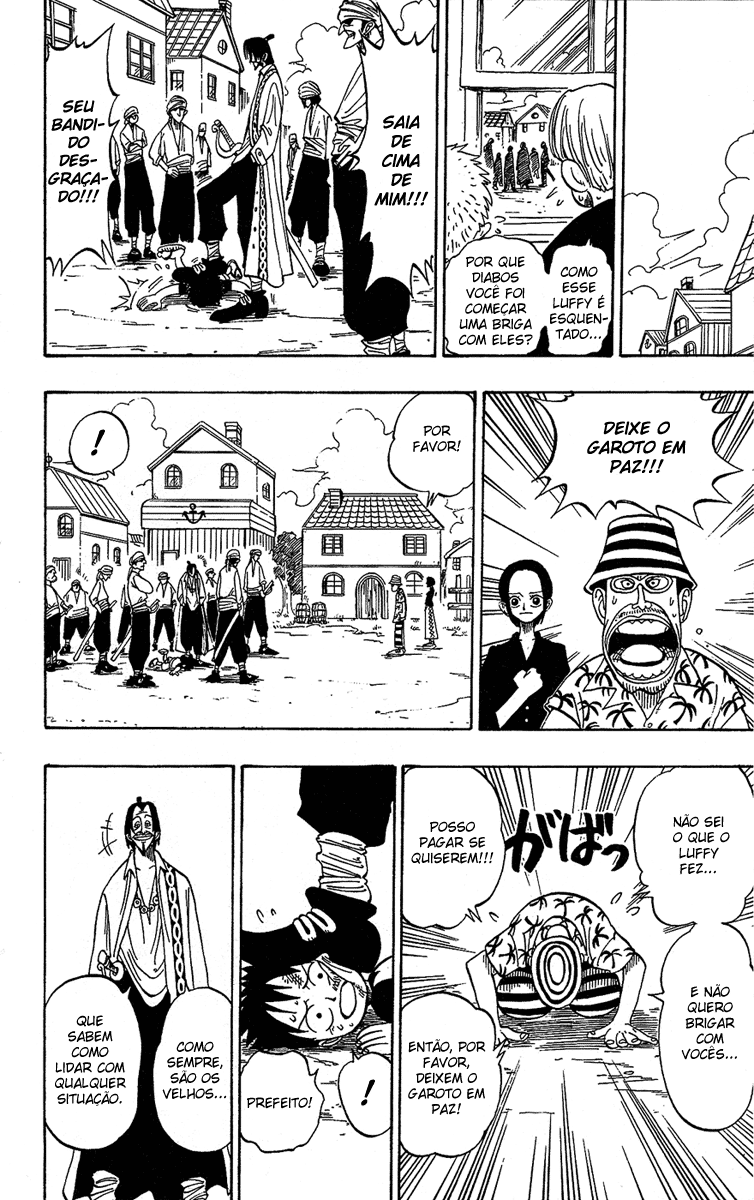 COMO
ESSE
LUFFY É
ESQUEN-
TADO...
POR QUE
DIABOS
VOCÊ FOI
COMEÇAR
UMA BRIGA
COM ELES?
SAIA
DE
CIMA
DE
MIM!!!
SEU
BANDI-
DO
DES-
GRAÇA-
DO!!!
DEIXE O
GAROTO EM
PAZ!!!
POR
FAVOR!
!
NÃO SEI
O QUE O
LUFFY
FEZ...
E NÃO
QUERO
BRIGAR
COM
VOCÊS...
がばっ
POSSO
PAGAR SE
QUISEREM!!!
ENTÃO, POR
FAVOR,
DEIXEM O
GAROTO EM
PAZ!
!
PREFEITO!
COMO
SEMPRE,
SÃO OS
VELHOS...
QUE
SABEM
COMO
LIDAR COM
QUALQUER
SITUAÇÃO.